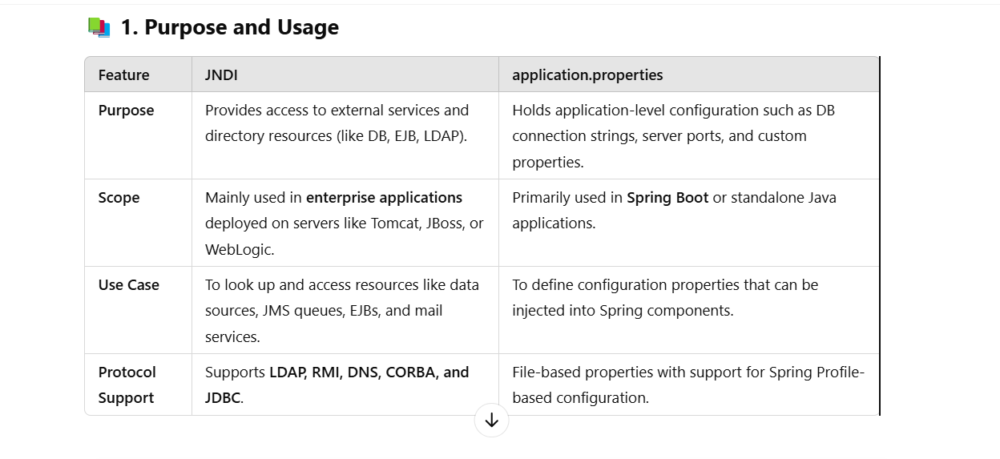 📚 1. Purpose and Usage
Feature JNDI application.properties
Purpose Provides access to external services and Holds application-level configuration such as DB
directory resources (like DB, EJB, LDAP). connection strings, server ports, and custom
properties.
Scope Mainly used in enterprise applications Primarily used in Spring Boot or standalone Java
deployed on servers like Tomcat, JBoss, or applications.
WebLogic.
Use Case To look up and access resources like data To define configuration properties that can be
sources, JMS queues, EJBs, and mail injected into Spring components.
services.
Protocol Supports LDAP, RMI, DNS, CORBA, and File-based properties with support for Spring Profile-
Support JDBC. based configuration.